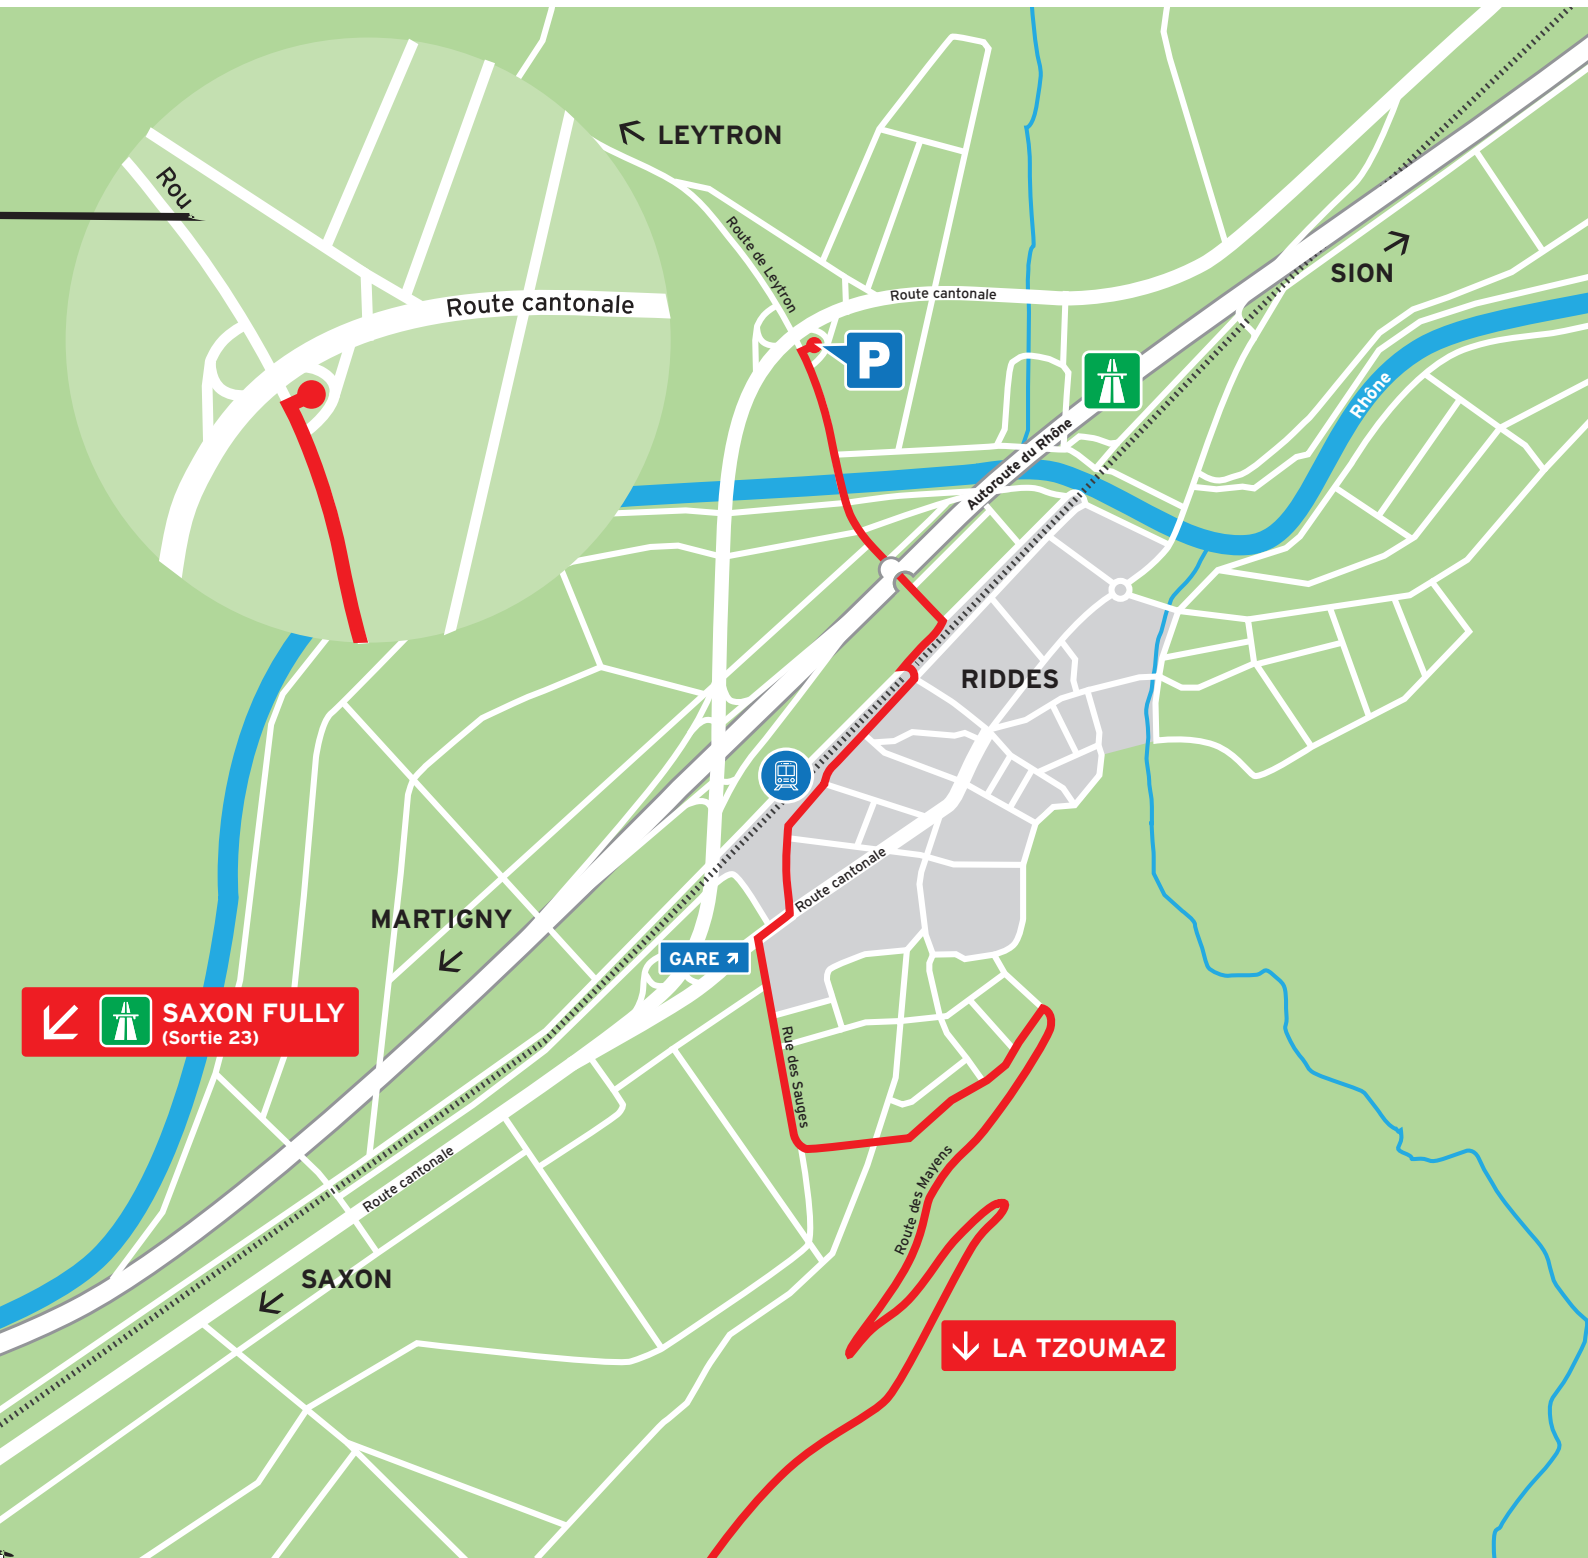 LEYTRON
Rou
Route de Leytron
Route cantonale
Route cantonale
SION
P
Rhône
Autoroute du Rhône
RIDDES
Route cantonale
MARTIGNY
GARE
SAXON FULLY
(Sortie 23)
Rue des Sauges
Route cantonale
Route des Mayens
SAXON
LA TZOUMAZ